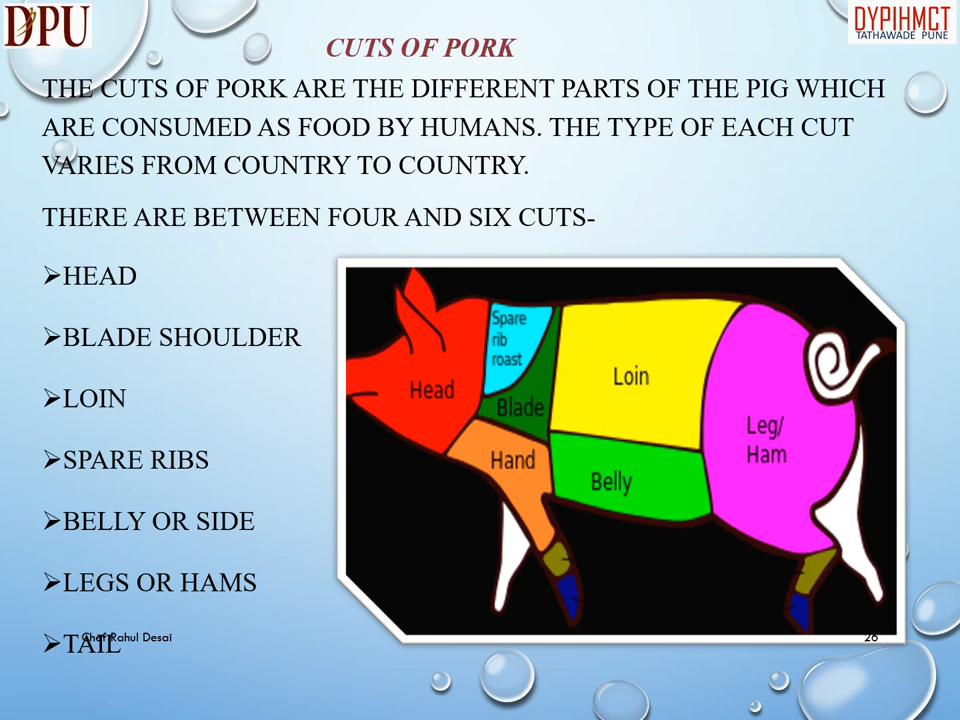 DPU
DYPIHMCT
TATHAWADE PUNE
CUTS OF PORK
THE CUTS OF PORK ARE THE DIFFERENT PARTS OF THE PIG WHICH
ARE CONSUMED AS FOOD BY HUMANS. THE TYPE OF EACH CUT
VARIES FROM COUNTRY TO COUNTRY.
THERE ARE BETWEEN FOUR AND SIX CUTS-
➢HEAD
➢BLADE SHOULDER
➢LOIN
➢SPARE RIBS
➢BELLY OR SIDE
➢LEGS OR HAMS
➢TAIL
Head
Spare
rib
roast
Blade
Hand
Loin
Belly
Leg/
Ham
Chef Rahul Desai
26